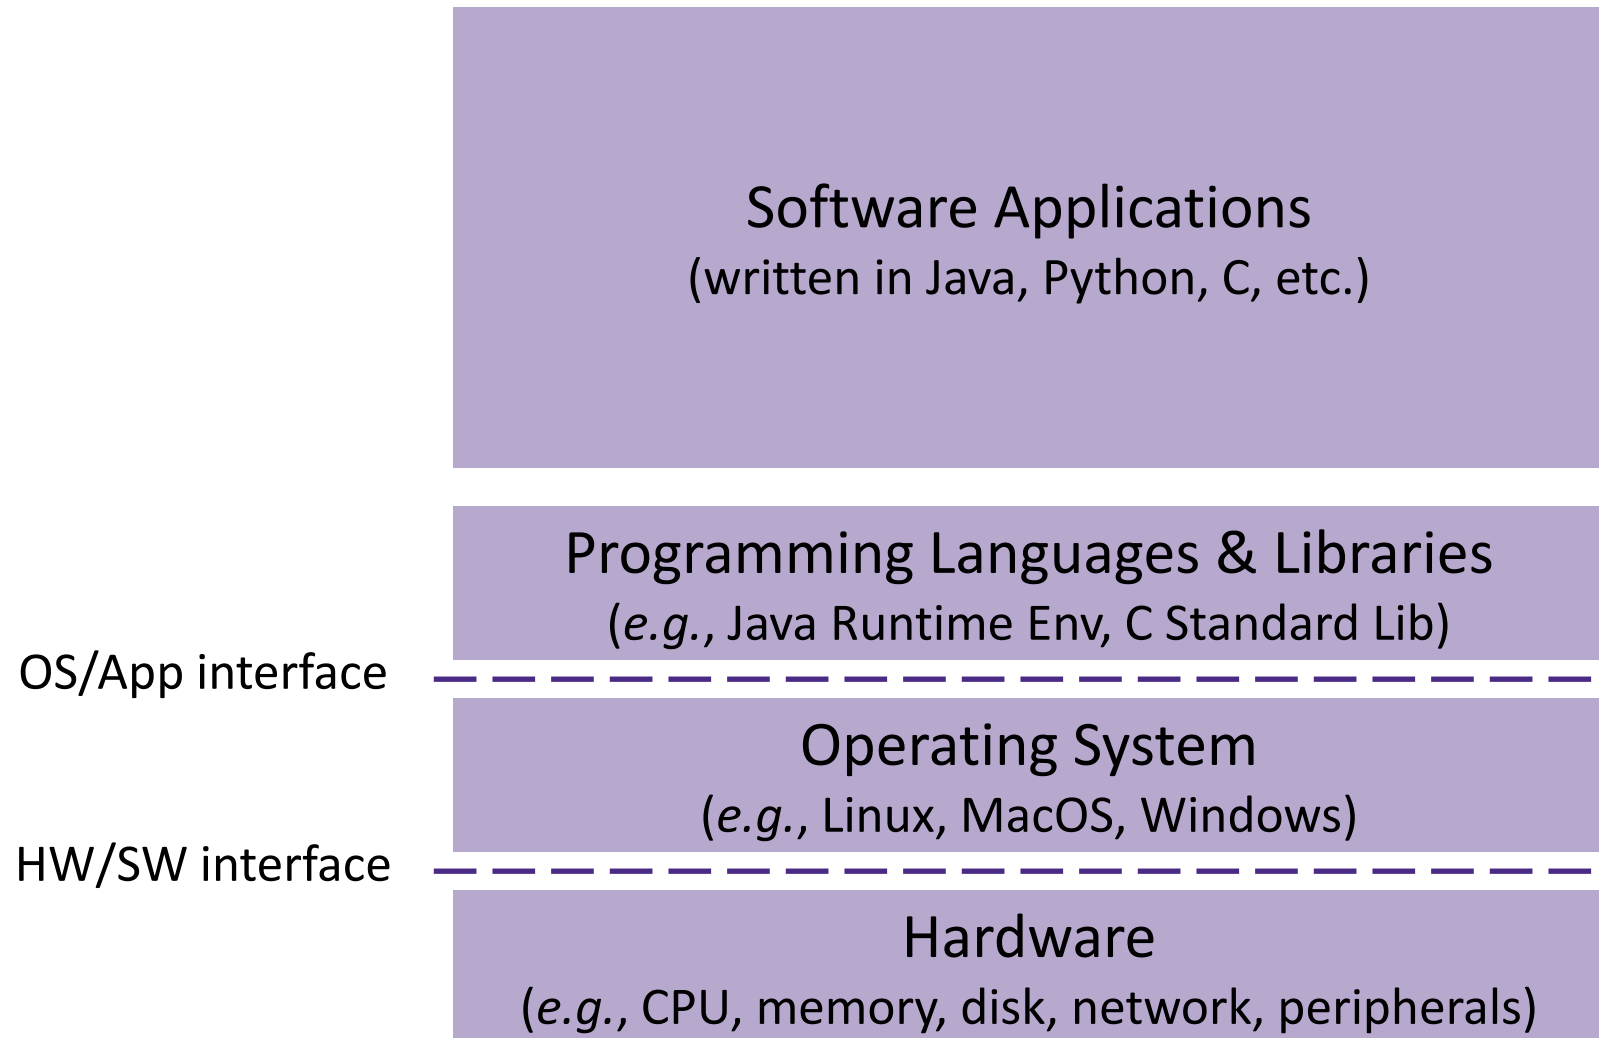 Software Applications
(written in Java, Python, C, etc.)
Programming Languages & Libraries
(e.g., Java Runtime Env, C Standard Lib)
OS/App interface
Operating System
(e.g., Linux, MacOS, Windows)
HW/SW interface
Hardware
(e.g., CPU, memory, disk, network, peripherals)